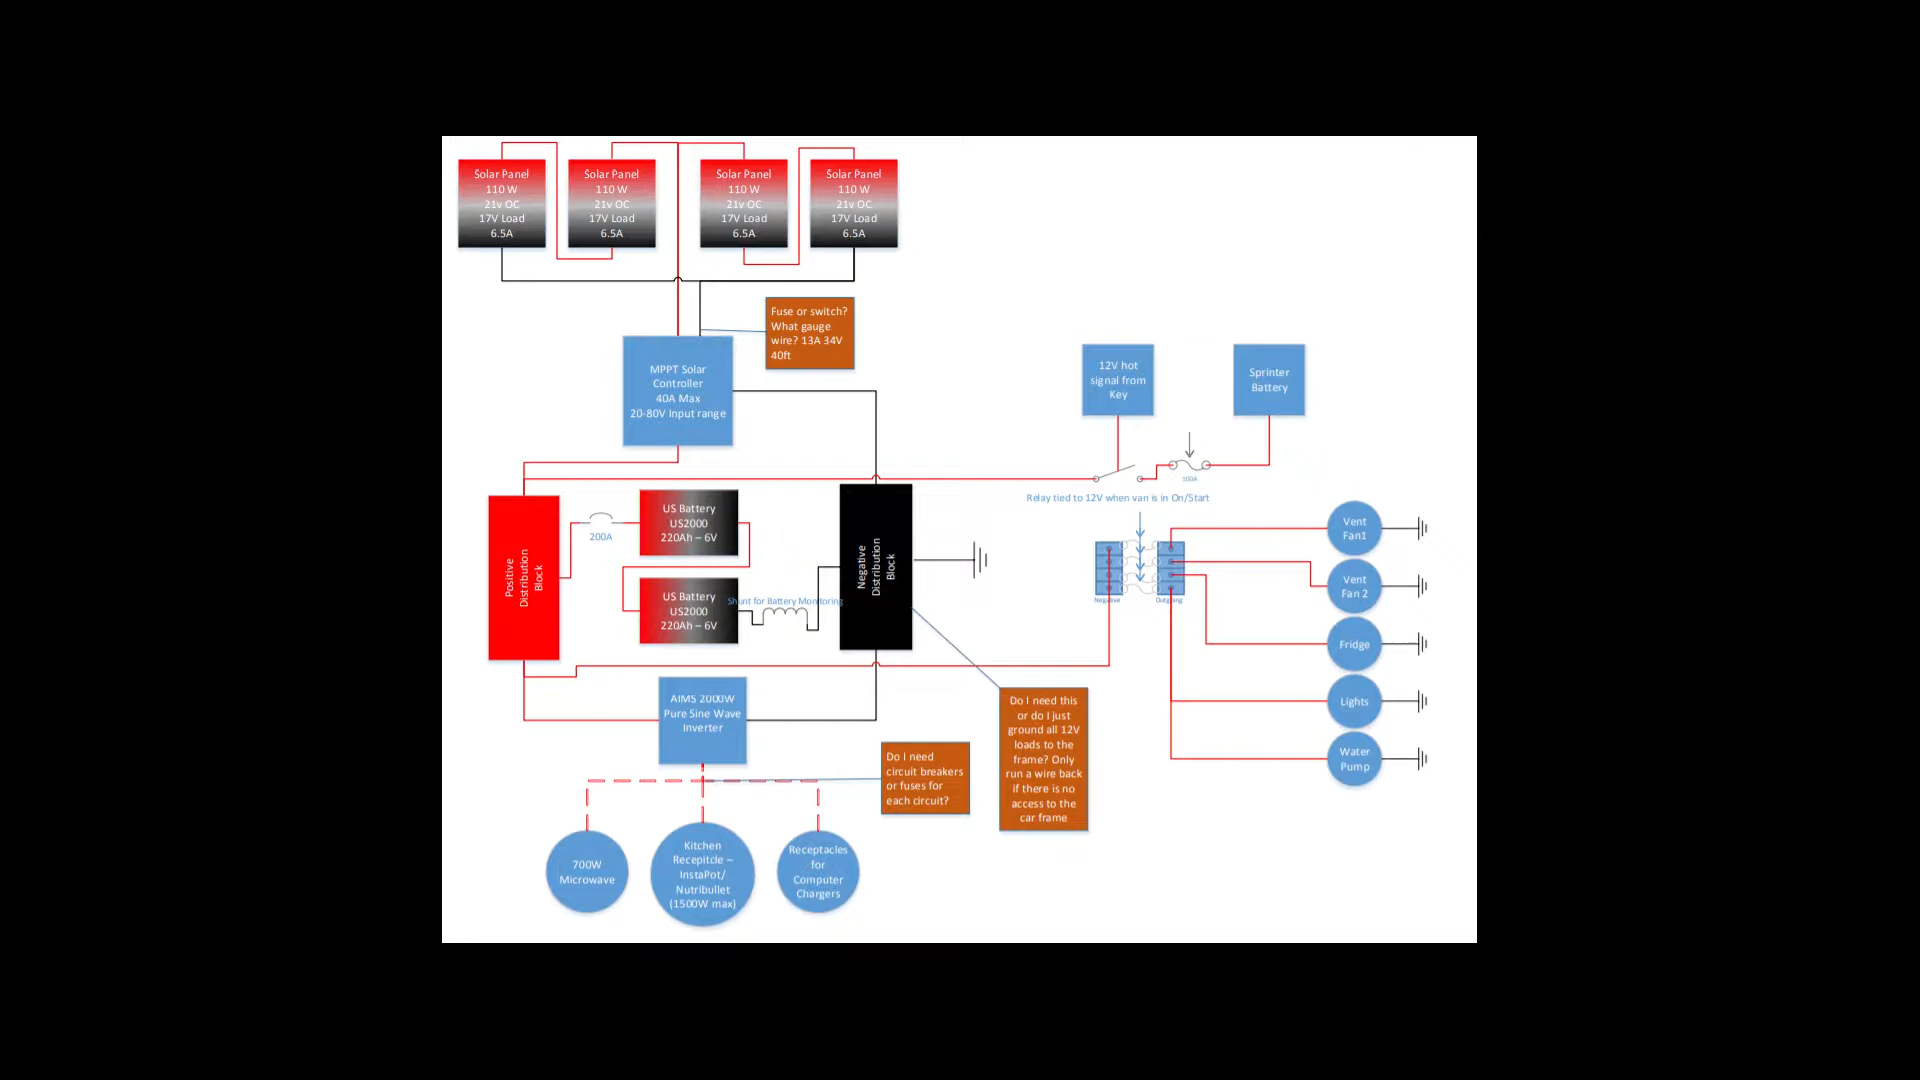 Solar Panel
110 W
21v OC
17V Load
6.5A
Solar Panel
110 W
21v OC
17V Load
6.5A
Solar Panel
110 W
21v OC
17V Load
6.5A
Solar Panel
110 W
21v OC
17V Load
6.5A
Fuse or switch?
What gauge
wire? 13A 34V
40ft
MPPT Solar
Controller
40A Max
20-80V Input range
12V hot
signal from
Key
Sprinter
Battery
100A
Relay tied to 12V when van is in On/Start
Positive
Distribution
Block
200A
US Battery
US2000
220Ah – 6V
US Battery
US2000
220Ah – 6V
Shunt for Battery Monitoring
Negative
Distribution
Block
Negative
Outgoing
Vent
Fan1
Vent
Fan 2
Fridge
Lights
Water
Pump
AIMS 2000W
Pure Sine Wave
Inverter
Do I need
circuit breakers
or fuses for
each circuit?
Do I need this
or do I just
ground all 12V
loads to the
frame? Only
run a wire back
if there is no
access to the
car frame
700W
Microwave
Kitchen
Recepitcle –
InstaPot/
Nutribullet
(1500W max)
Receptacles
for
Computer
Chargers